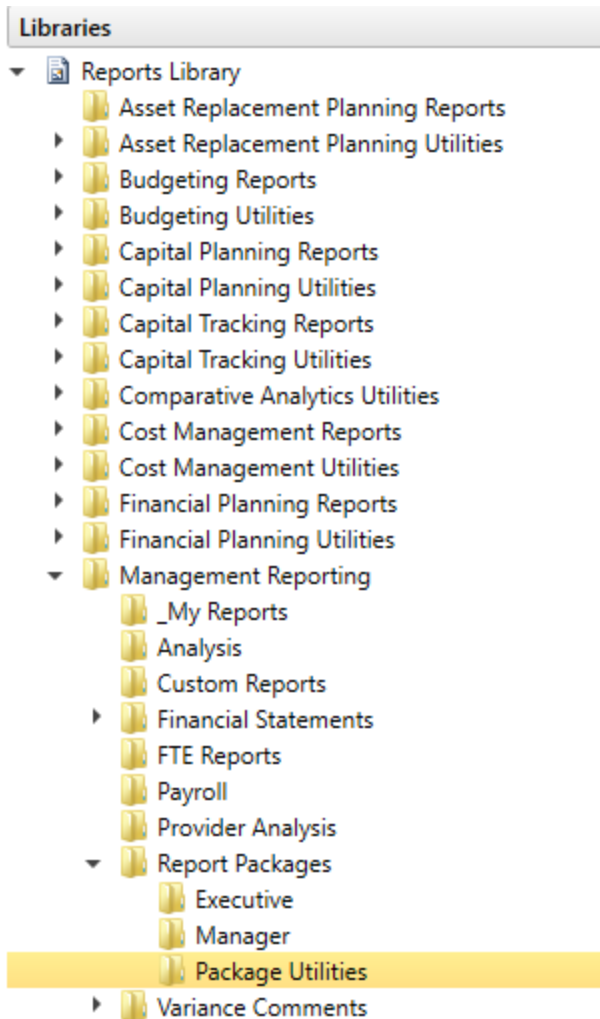 Libraries
Reports Library
Asset Replacement Planning Reports
Asset Replacement Planning Utilities
Budgeting Reports
Budgeting Utilities
Capital Planning Reports
Capital Planning Utilities
Capital Tracking Reports
Capital Tracking Utilities
Comparative Analytics Utilities
Cost Management Reports
Cost Management Utilities
Financial Planning Reports
Financial Planning Utilities
Management Reporting
_My Reports
Analysis
Custom Reports
Financial Statements
FTE Reports
Payroll
Provider Analysis
Report Packages
Executive
Manager
Package Utilities
Variance Comments